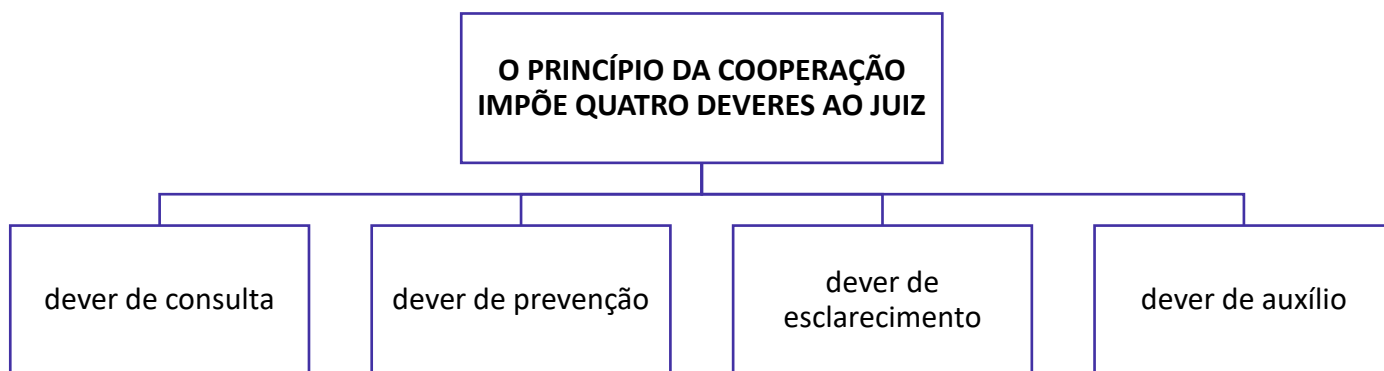 O PRINCÍPIO DA COOPERAÇÃO
IMPÕE QUATRO DEVERES AO JUIZ
dever de consulta
dever de prevenção
dever de
esclarecimento
dever de auxílio